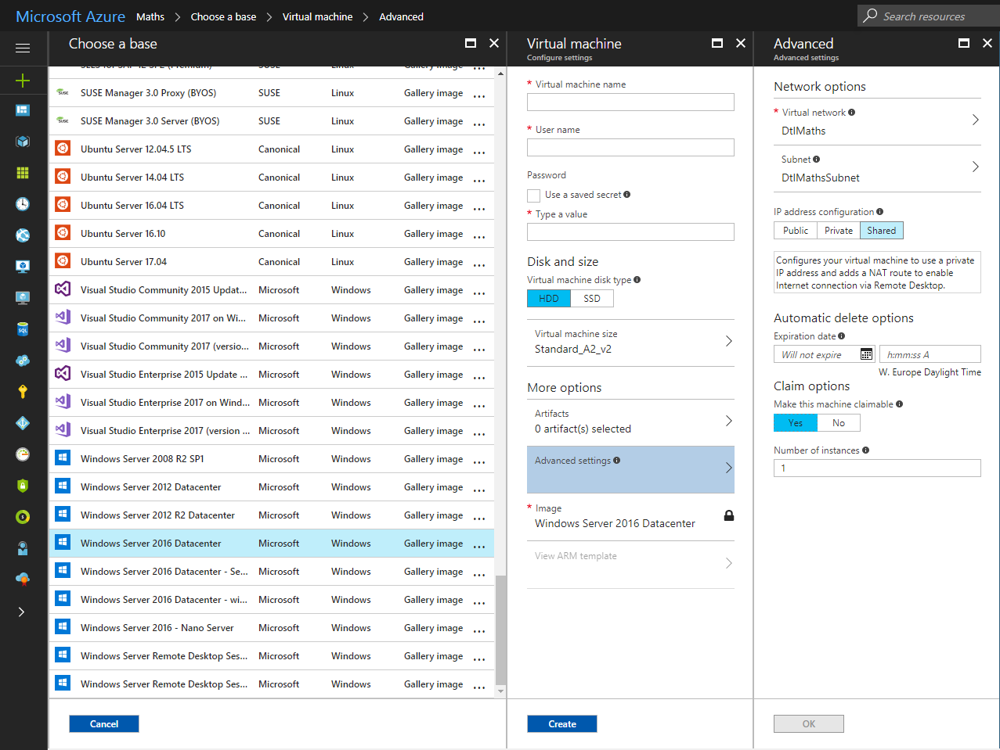 Microsoft Azure Maths > Choose a base > Virtual machine > Advanced
Search resources
Choose a base
SUSE Manager 3.0 Proxy (BYOS) SUSE Linux Gallery image ...
SUSE Manager 3.0 Server (BYOS) SUSE Linux Gallery image ...
Ubuntu Server 12.04.5 LTS Canonical Linux Gallery image ...
Ubuntu Server 14.04 LTS Canonical Linux Gallery image ...
Ubuntu Server 16.04 LTS Canonical Linux Gallery image ...
Ubuntu Server 16.10 Canonical Linux Gallery image ...
Ubuntu Server 17.04 Canonical Linux Gallery image ...
Visual Studio Community 2015 Updat... Microsoft Windows Gallery image ...
Visual Studio Community 2017 on Wi... Microsoft Windows Gallery image ...
Visual Studio Community 2017 (versio... Microsoft Windows Gallery image ...
Visual Studio Enterprise 2015 Update ... Microsoft Windows Gallery image ...
Visual Studio Enterprise 2017 on Wind... Microsoft Windows Gallery image ...
Visual Studio Enterprise 2017 (version ... Microsoft Windows Gallery image ...
Windows Server 2008 R2 SP1 Microsoft Windows Gallery image ...
Windows Server 2012 Datacenter Microsoft Windows Gallery image ...
Windows Server 2012 R2 Datacenter Microsoft Windows Gallery image ...
Windows Server 2016 Datacenter Microsoft Windows Gallery image ...
Windows Server 2016 Datacenter - Se... Microsoft Windows Gallery image ...
Windows Server 2016 Datacenter - wi... Microsoft Windows Gallery image ...
Windows Server 2016 - Nano Server Microsoft Windows Gallery image ...
Windows Server Remote Desktop Ses... Microsoft Windows Gallery image ...
Windows Server Remote Desktop Ses... Microsoft Windows Gallery image ...
Cancel
Virtual machine
Configure settings
* Virtual machine name
* User name
Password
Use a saved secret
* Type a value
Disk and size
Virtual machine disk type
HDD SSD
Virtual machine size
Standard_A2_v2
More options
Artifacts
0 artifact(s) selected
Advanced settings
* Image
Windows Server 2016 Datacenter
View ARM template
Create
Advanced
Advanced settings
Network options
* Virtual network
DtlMaths
Subnet
DtlMathsSubnet
IP address configuration
Public Private Shared
Configures your virtual machine to use a private
IP address and adds a NAT route to enable
Internet connection via Remote Desktop.
Automatic delete options
Expiration date
Will not expire h:mm:ss A
W. Europe Daylight Time
Claim options
Make this machine claimable
Yes No
Number of instances
1
OK